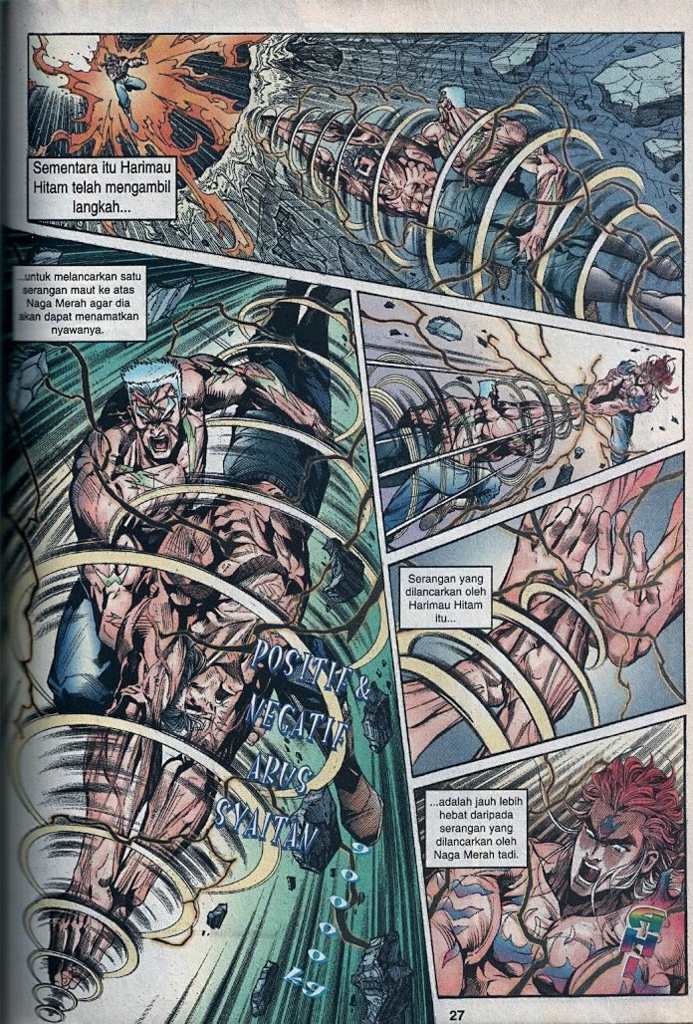 Sementara itu Harimau
Hitam telah mengambil
langkah...
...untuk melancarkan satu
serangan maut ke atas
Naga Merah agar dia
akan dapat menamatkan
nyawanya.
POSITIF &
NEGATIF
ARUS
SYAITAN
90000 kg
Serangan yang
dilancarkan oleh
Harimau Hitam
itu...
...adalah jauh lebih
hebat daripada
serangan yang
dilancarkan oleh
Naga Merah tadi.
27